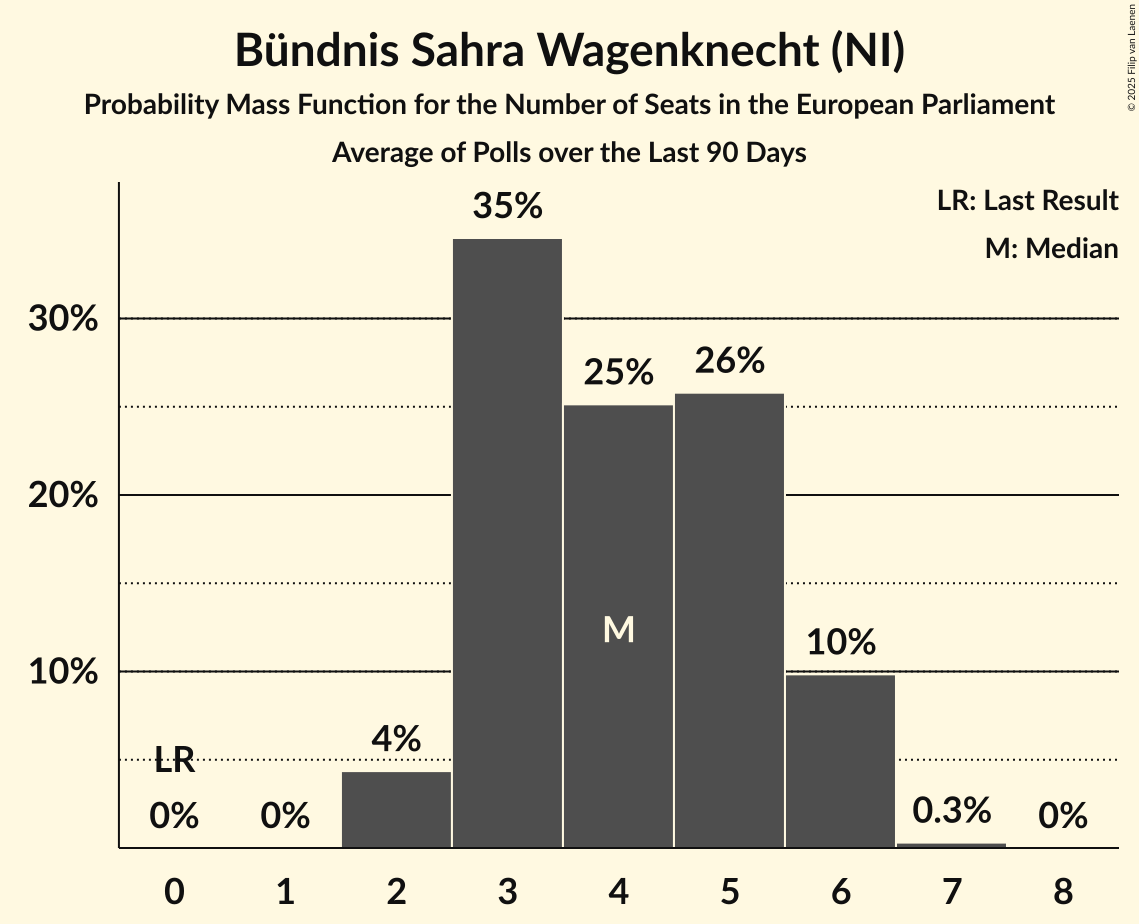 Bündnis Sahra Wagenknecht (NI)
Probability Mass Function for the Number of Seats in the European Parliament
Average of Polls over the Last 90 Days
© 2025 Filip van Laenen
LR: Last Result
M: Median
35%
30%
25%
26%
20%
M
10%
10%
4%
LR
0%
0%
0.3%
0%
0 1 2 3 4 5 6 7 8